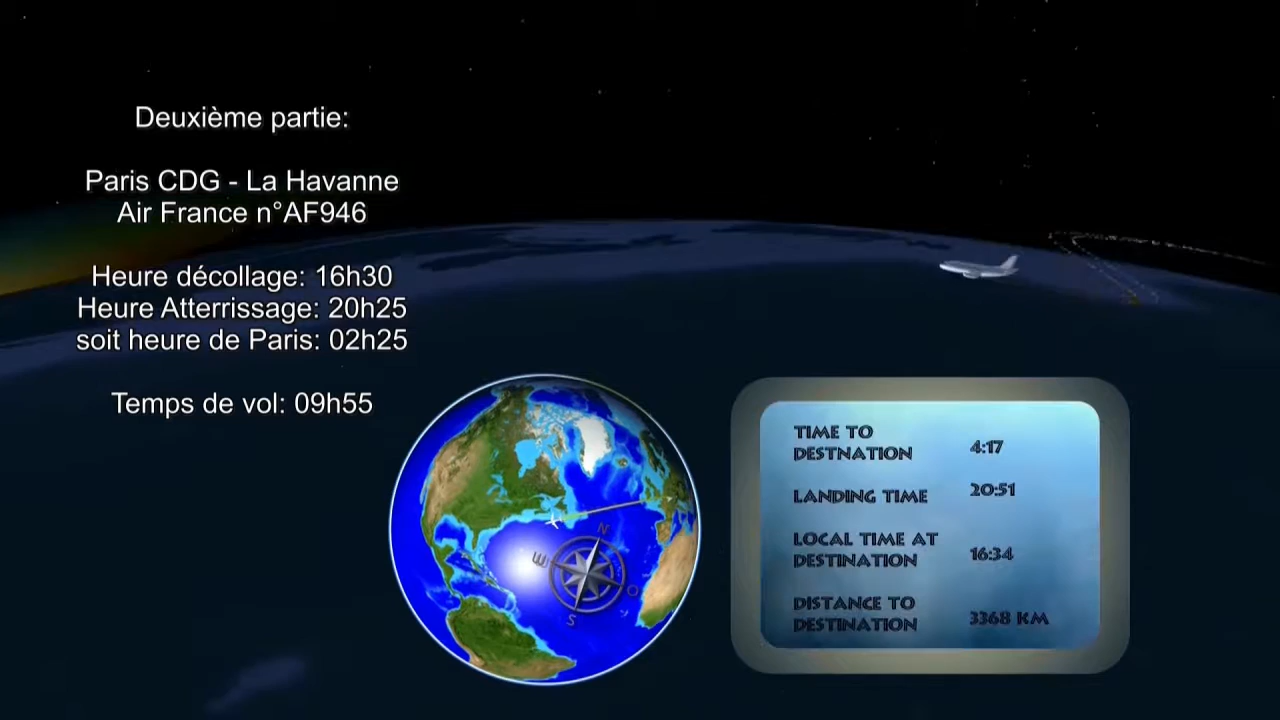 Deuxième partie:
Paris CDG - La Havanne
Air France n°AF946
Heure décollage: 16h30
Heure Atterrissage: 20h25
soit heure de Paris: 02h25
Temps de vol: 09h55
N
W
O
S
TIME TO
DESTNATION
4:17
LANDING TIME
20:51
LOCAL TIME AT
DESTINATION
16:34
DISTANCE TO
DESTINATION
3368 KM